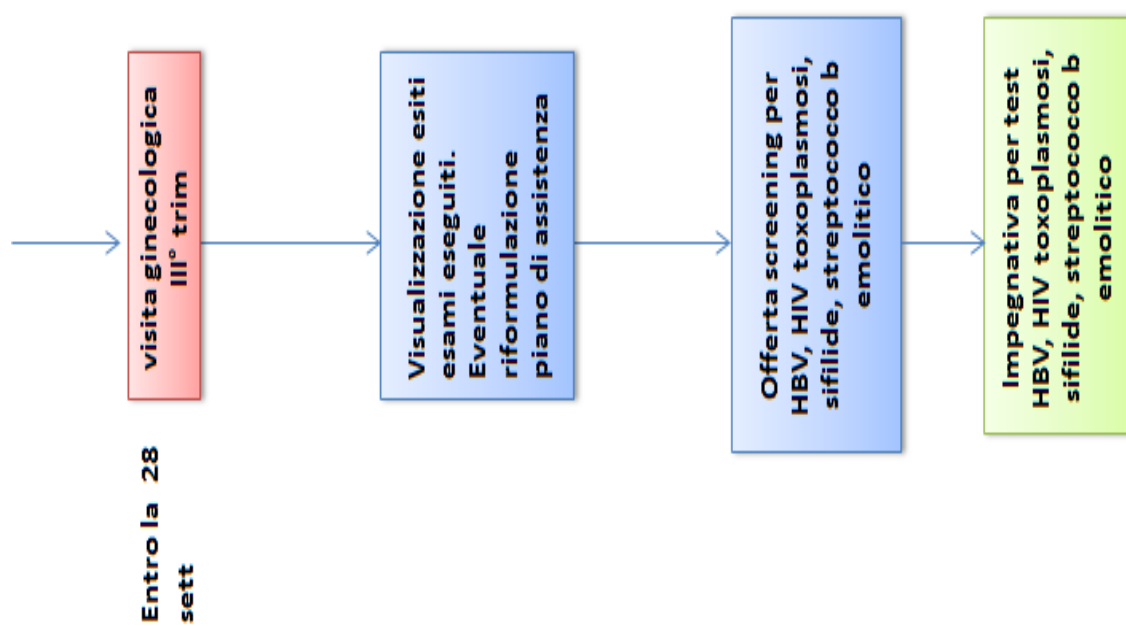 Entro la 28
sett
visita ginecologica
III° trim
Visualizzazione esiti
esami eseguiti.
Eventuale
riformulazione
piano di assistenza
Offerta screening per
HBV, HIV toxoplasmosi,
sifilide, streptococco b
emolitico
Impegnativa per test
HBV, HIV toxoplasmosi,
sifilide, streptococco b
emolitico